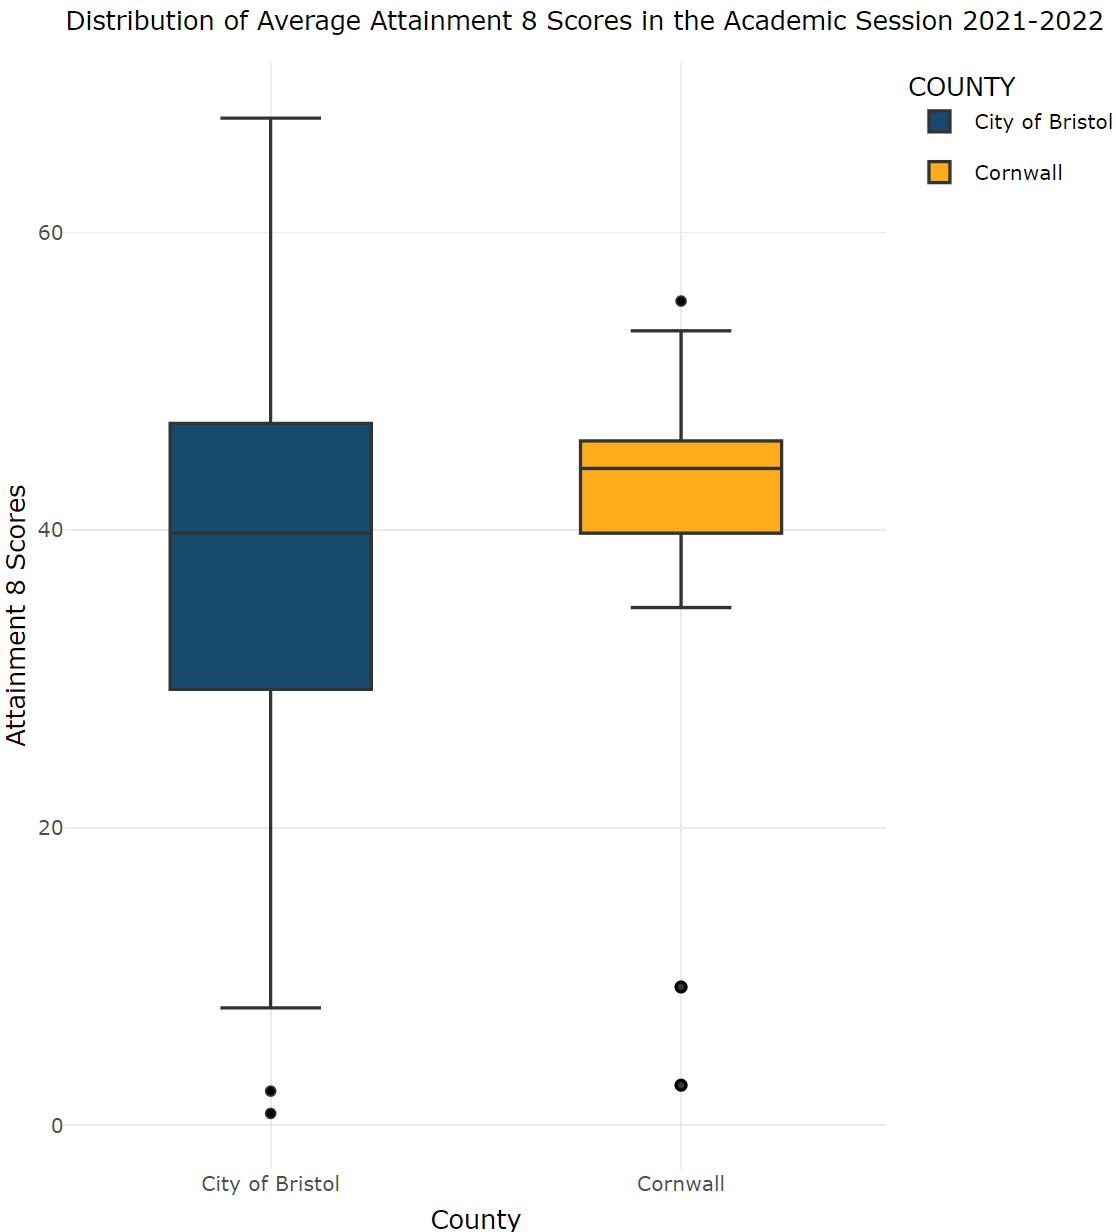 Distribution of Average Attainment 8 Scores in the Academic Session 2021-2022
COUNTY
City of Bristol
Cornwall
Attainment 8 Scores
60
40
20
0
City of Bristol
Cornwall
County